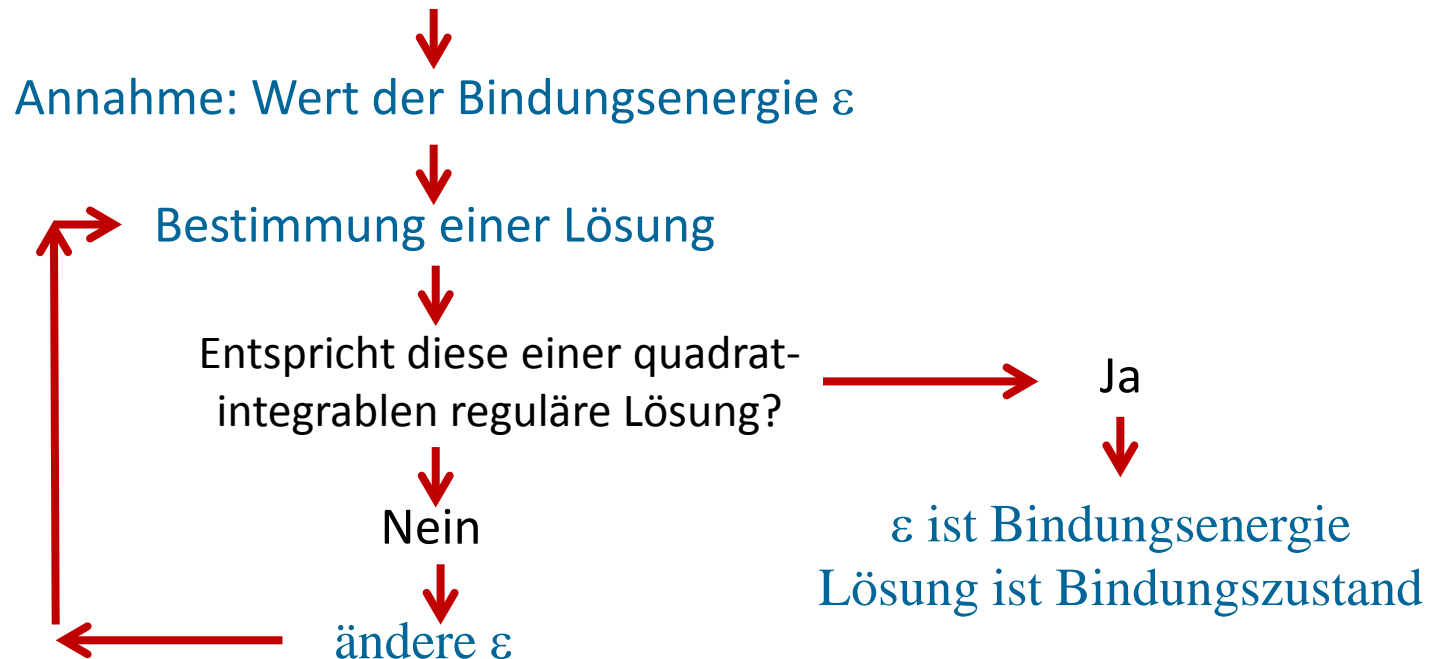 Annahme: Wert der Bindungsenergie ε
Bestimmung einer Lösung
Entspricht diese einer quadrat-
integrablen reguläre Lösung?
Ja
Nein
ε ist Bindungsenergie
Lösung ist Bindungszustand
ändere ε